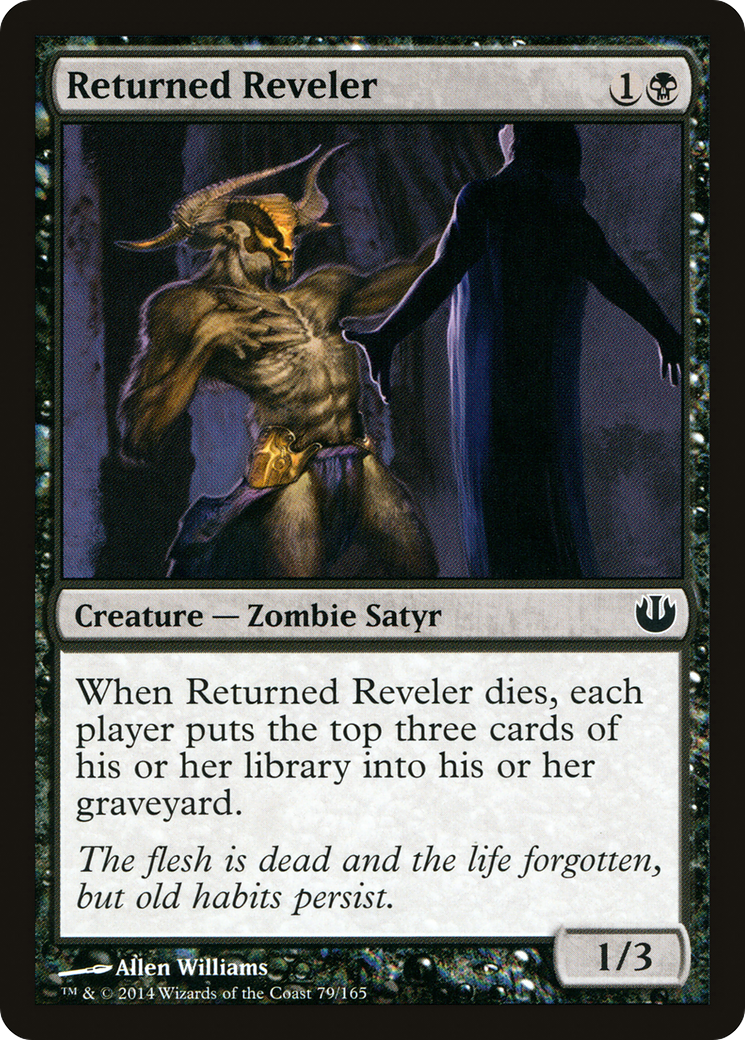 Returned Reveler 1
Creature — Zombie Satyr
When Returned Reveler dies, each
player puts the top three cards of
his or her library into his or her
graveyard.
The flesh is dead and the life forgotten,
but old habits persist.
1/3
Allen Williams
™ & © 2014 Wizards of the Coast 79/165